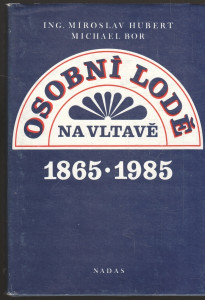 ING. MIROSLAV HUBERT
MICHAEL BOR
OSOBNÍ LODĚ
NA VLTAVĚ
1865•1985
NADAS